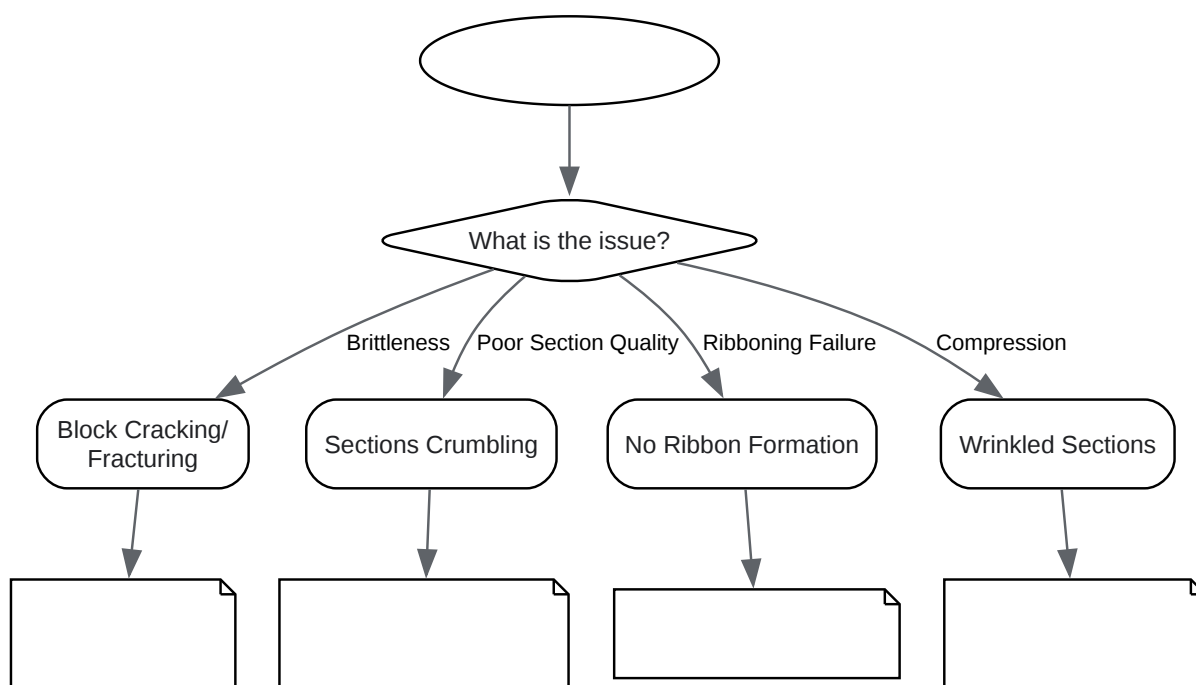 What is the issue?
Brittleness
Poor Section Quality
Ribboning Failure
Compression
Block Cracking/
Fracturing
Sections Crumbling
No Ribbon Formation
Wrinkled Sections